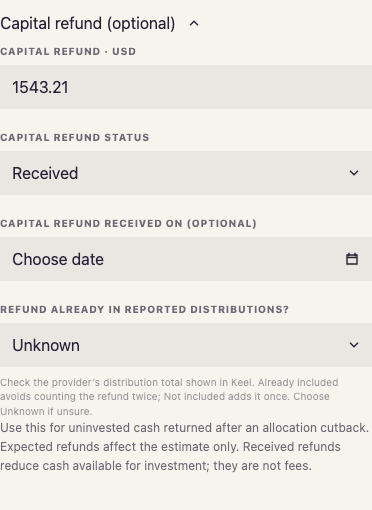 Capital refund (optional)
CAPITAL REFUND · USD
1543.21
CAPITAL REFUND STATUS
Received
CAPITAL REFUND RECEIVED ON (OPTIONAL)
Choose date
REFUND ALREADY IN REPORTED DISTRIBUTIONS?
Unknown
Check the provider's distribution total shown in Keel. Already included
avoids counting the refund twice; Not included adds it once. Choose
Unknown if unsure.
Use this for uninvested cash returned after an allocation cutback.
Expected refunds affect the estimate only. Received refunds
reduce cash available for investment; they are not fees.